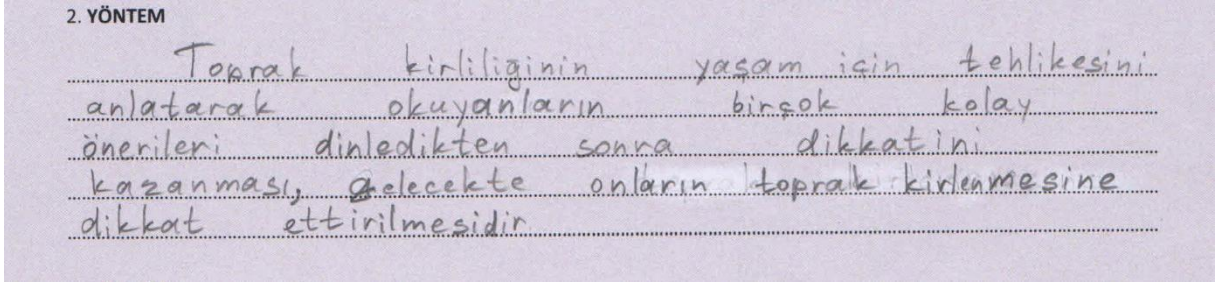 2. YÖNTEM
Toprak kirliliğinin yaşam için tehlikesini
anlatarak okuyanların birçok kolay
önerileri dinledikten sonra dikkatini
kazanması, gelecekte onların toprak kirlenmesine
dikkat ettirilmesidir